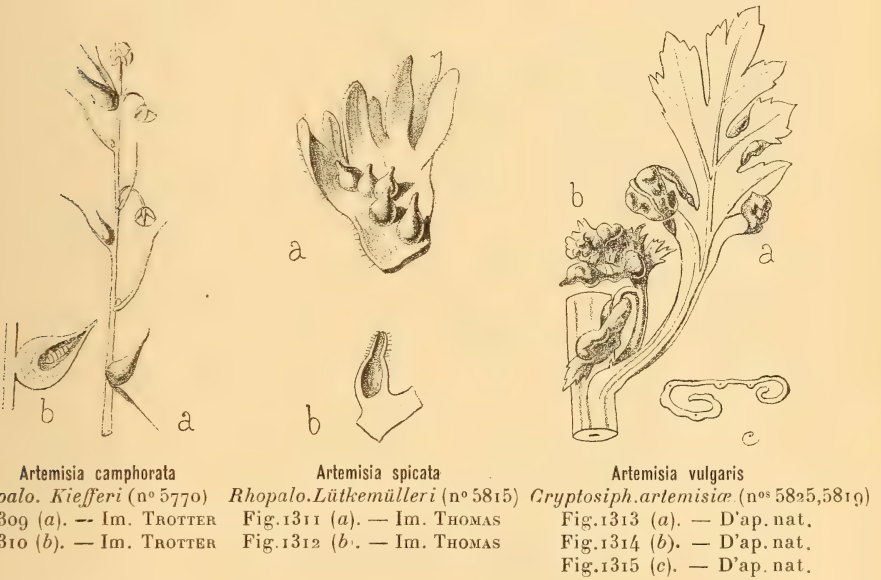 a
b
b
a
a
b
b
a
c
Artemisia camphorata
palo. Kiefferi (nº 5770)
309 (a). — Im. TROTTER
310 (b). — Im. TROTTER
Artemisia spicata
Rhopalo. Lütkemülleri (nº 5815)
Fig. 1311 (a). — Im. THOMAS
Fig. 1312 (b). — Im. THOMAS
Artemisia vulgaris
Cryptosiph. artemisiæ (nos 5825, 5819)
Fig. 1313 (a). — D'ap. nat.
Fig. 1314 (b). — D'ap. nat.
Fig. 1315 (c). — D'ap. nat.